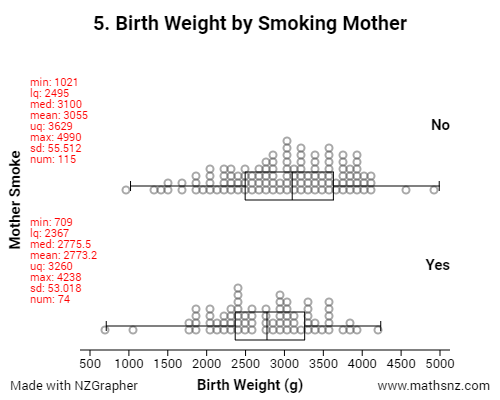 5. Birth Weight by Smoking Mother
min: 1021
lq: 2495
med: 3100
mean: 3055
uq: 3629
max: 4990
sd: 55.512
num: 115
No
Mother Smoke
min: 709
lq: 2367
med: 2775.5
mean: 2773.2
uq: 3260
max: 4238
sd: 53.018
num: 74
Yes
500 1000 1500 2000 2500 3000 3500 4000 4500 5000
Made with NZGrapher
Birth Weight (g)
www.mathsnz.com